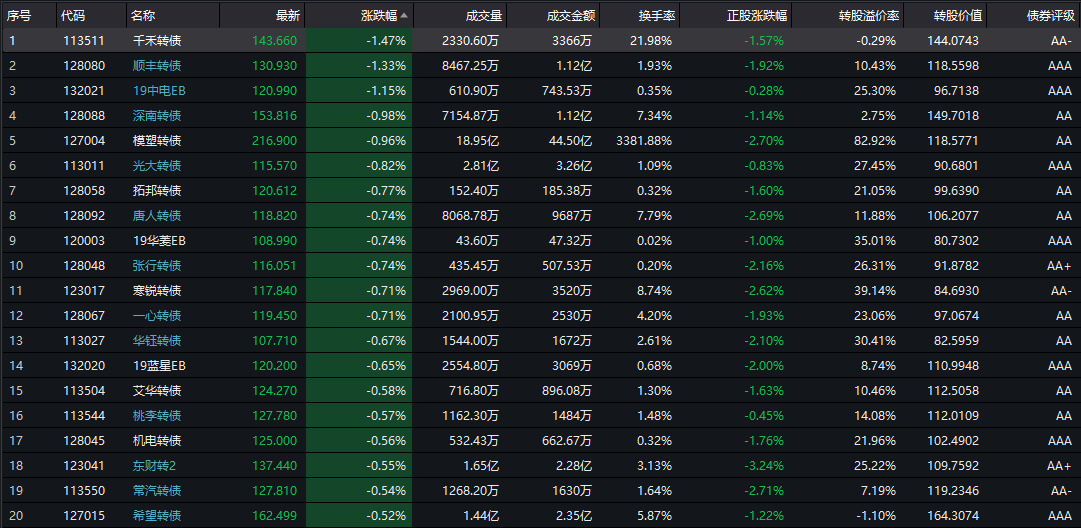 序号 代码 名称 最新 涨跌幅 成交量 成交金额 换手率 正股涨跌幅 转股溢价率 转股价值 债券评级
1 113511 千禾转债 143.660 -1.47% 2330.60万 3366万 21.98% -1.57% -0.29% 144.0743 AA-
2 128080 顺丰转债 130.930 -1.33% 8467.25万 1.12亿 1.93% -1.92% 10.43% 118.5598 AAA
3 132021 19中电EB 120.990 -1.15% 610.90万 743.53万 0.35% -0.28% 25.30% 96.7138 AAA
4 128088 深南转债 153.816 -0.98% 7154.87万 1.12亿 7.34% -1.14% 2.75% 149.7018 AA
5 127004 模塑转债 216.900 -0.96% 18.95亿 44.50亿 3381.88% -2.70% 82.92% 118.5771 AA
6 113011 光大转债 115.570 -0.82% 2.81亿 3.26亿 1.09% -0.83% 27.45% 90.6801 AAA
7 128058 拓邦转债 120.612 -0.77% 152.40万 185.38万 0.32% -1.60% 21.05% 99.6390 AA
8 128092 唐人转债 118.820 -0.74% 8068.78万 9687万 7.79% -2.69% 11.88% 106.2077 AA
9 120003 19华菱EB 108.990 -0.74% 43.60万 47.32万 0.02% -1.00% 35.01% 80.7302 AAA
10 128048 张行转债 116.051 -0.74% 435.45万 507.53万 0.20% -2.16% 26.31% 91.8782 AA+
11 123017 寒锐转债 117.840 -0.71% 2969.00万 3520万 8.74% -2.62% 39.14% 84.6930 AA-
12 128067 一心转债 119.450 -0.71% 2100.95万 2530万 4.20% -1.93% 23.06% 97.0674 AA
13 113027 华钰转债 107.710 -0.67% 1544.00万 1672万 2.61% -2.10% 30.41% 82.5959 AA
14 132020 19蓝星EB 120.200 -0.65% 2554.80万 3069万 0.68% -2.00% 8.74% 110.9948 AAA
15 113504 艾华转债 124.270 -0.58% 716.80万 896.08万 1.30% -1.63% 10.46% 112.5058 AA
16 113544 桃李转债 127.780 -0.57% 1162.30万 1484万 1.48% -0.45% 14.08% 112.0109 AA
17 128045 机电转债 125.000 -0.56% 532.43万 662.67万 0.32% -1.76% 21.96% 102.4902 AAA
18 123041 东财转2 137.440 -0.55% 1.65亿 2.28亿 3.13% -3.24% 25.22% 109.7592 AA+
19 113550 常汽转债 127.810 -0.54% 1268.20万 1630万 1.64% -2.71% 7.19% 119.2346 AA-
20 127015 希望转债 162.499 -0.52% 1.44亿 2.35亿 5.87% -1.22% -1.10% 164.3074 AAA